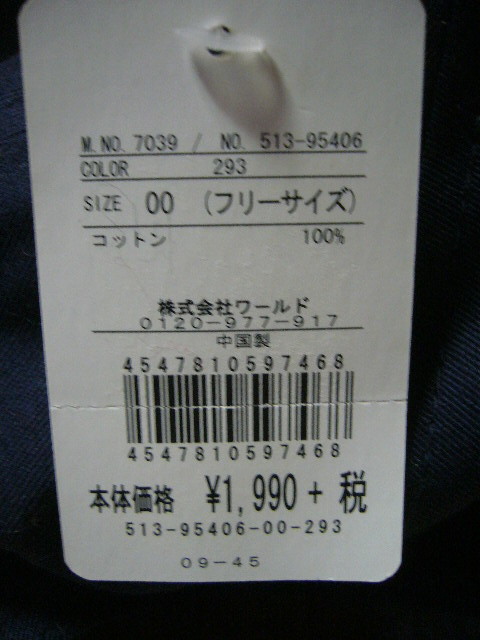 M.NO. 7039 / NO. 513-95406
COLOR 293
SIZE 00 (フリーサイズ)
コットン 100%
株式会社ワールド
0120-977-917
中国製
4547810597468
4547810597468
本体価格 ¥1,990 + 税
513-95406-00-293
09-45